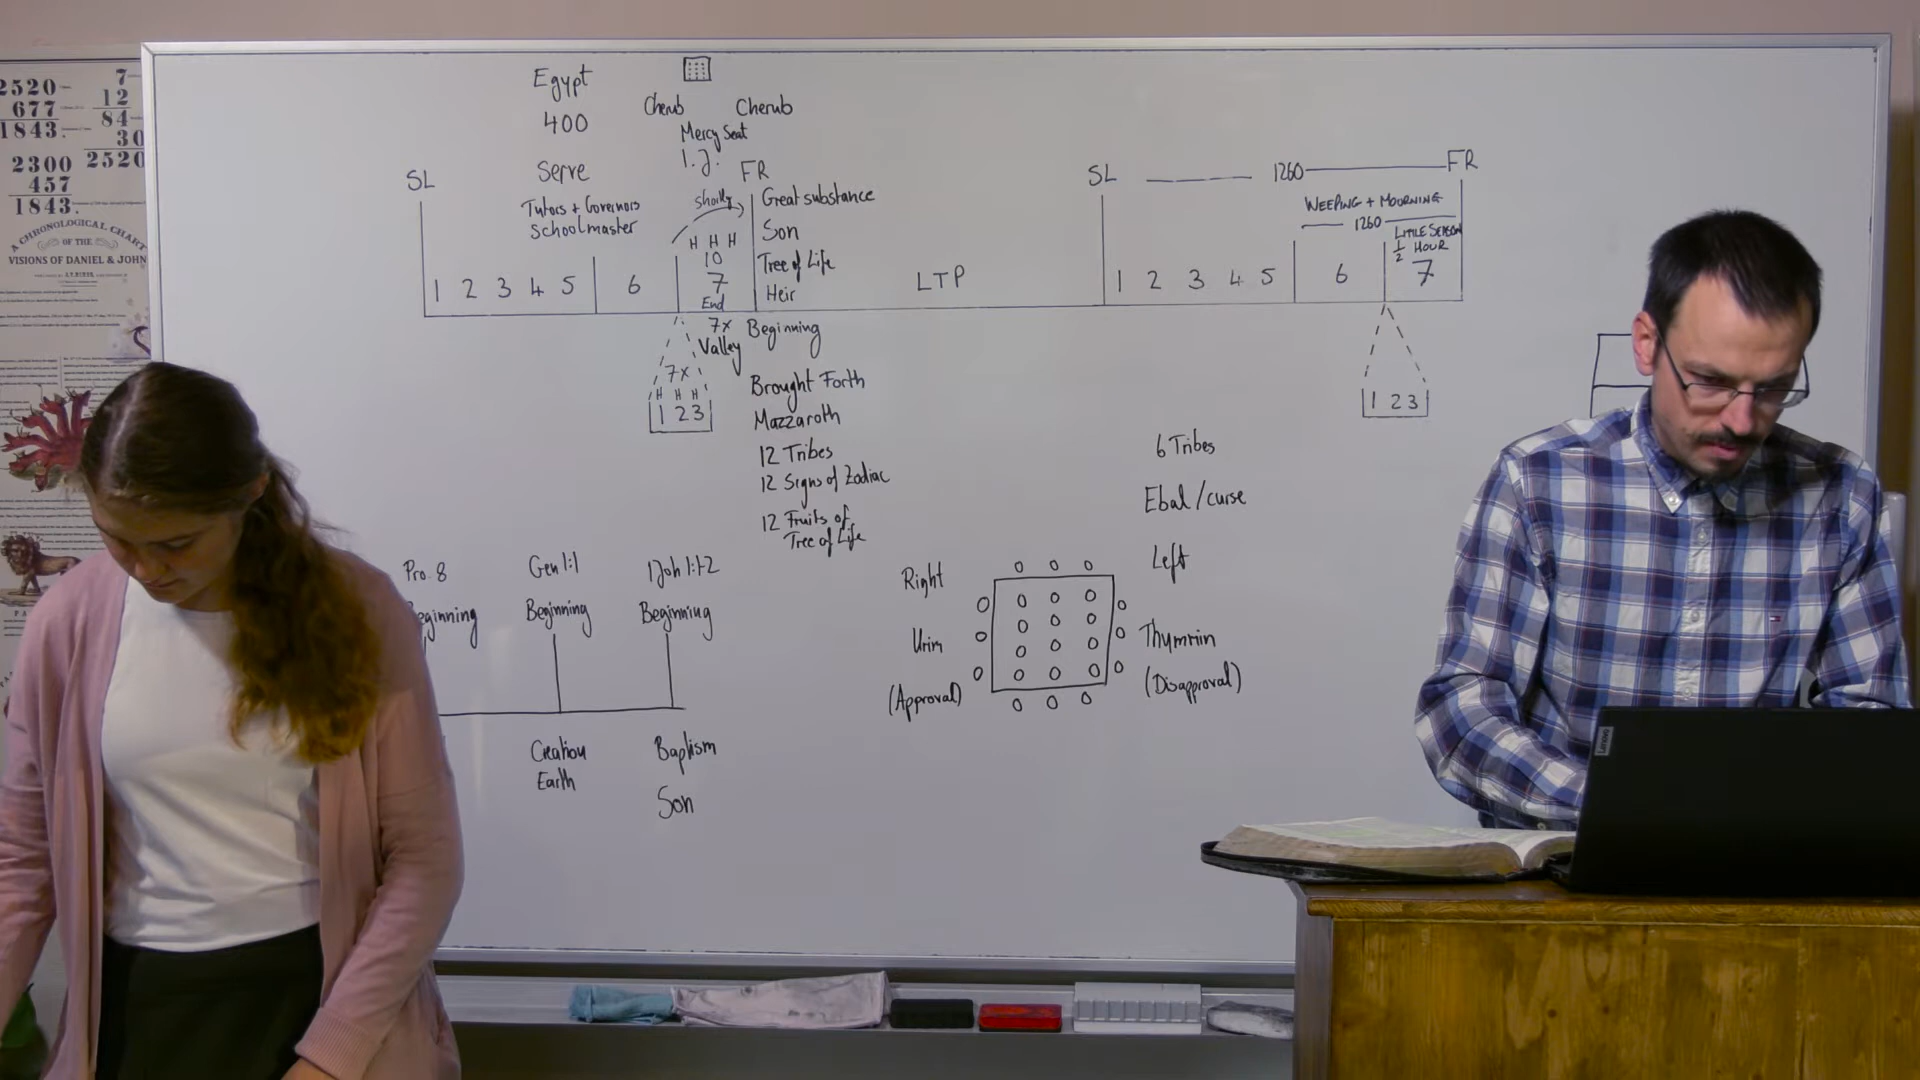 2520
677
1843.
2300
457
1843.
7
12
84
30
2520
A CHRONOLOGICAL CHART
OF THE
VISIONS OF DANIEL & JOHN
Egypt
400
Serve
Tutors + Governors
Schoolmaster
SL
Cherub Cherub
Mercy Seat
1. J.
FR
shortly
Great substance
Son
Tree of Life
Heir
H H H
10
7
End
1 2 3 4 5
6
LTP
7x
Valley
7x
H H H
1 2 3
Beginning
Brought Forth
Mazzaroth
12 Tribes
12 Signs of Zodiac
12 Fruits of
Tree of Life
SL
1260
FR
WEEPING + MOORNING
1260
LITTLE SEASON
1/2 HOUR
1 2 3 4 5
6
7
1 2 3
6 Tribes
Ebal/curse
Left
Thummin
(Disapproval)
Right
Urim
(Approval)
Pro 8
eginning
Gen 1:1
Beginning
1 Joh 1:1-2
Beginning
Creation
Earth
Baptism
Son
Lenovo